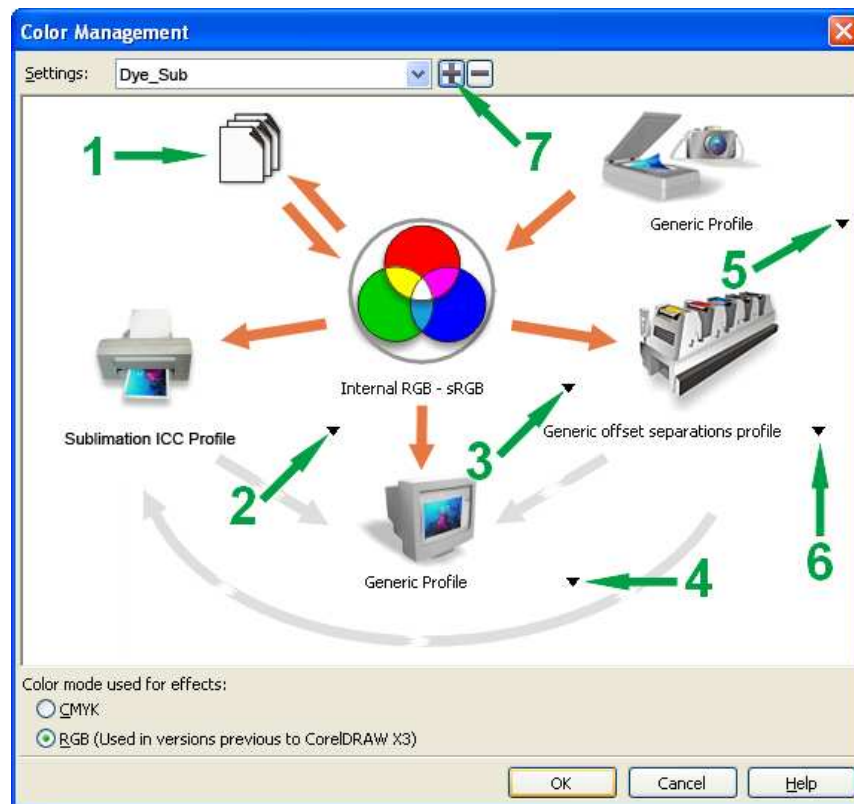 Color Management
Settings: Dye_Sub
1
7
Generic Profile
5
Internal RGB - sRGB
Sublimation ICC Profile
3
Generic offset separations profile
2
6
Generic Profile
4
Color mode used for effects:
CMYK
RGB (Used in versions previous to CorelDRAW X3)
OK Cancel Help